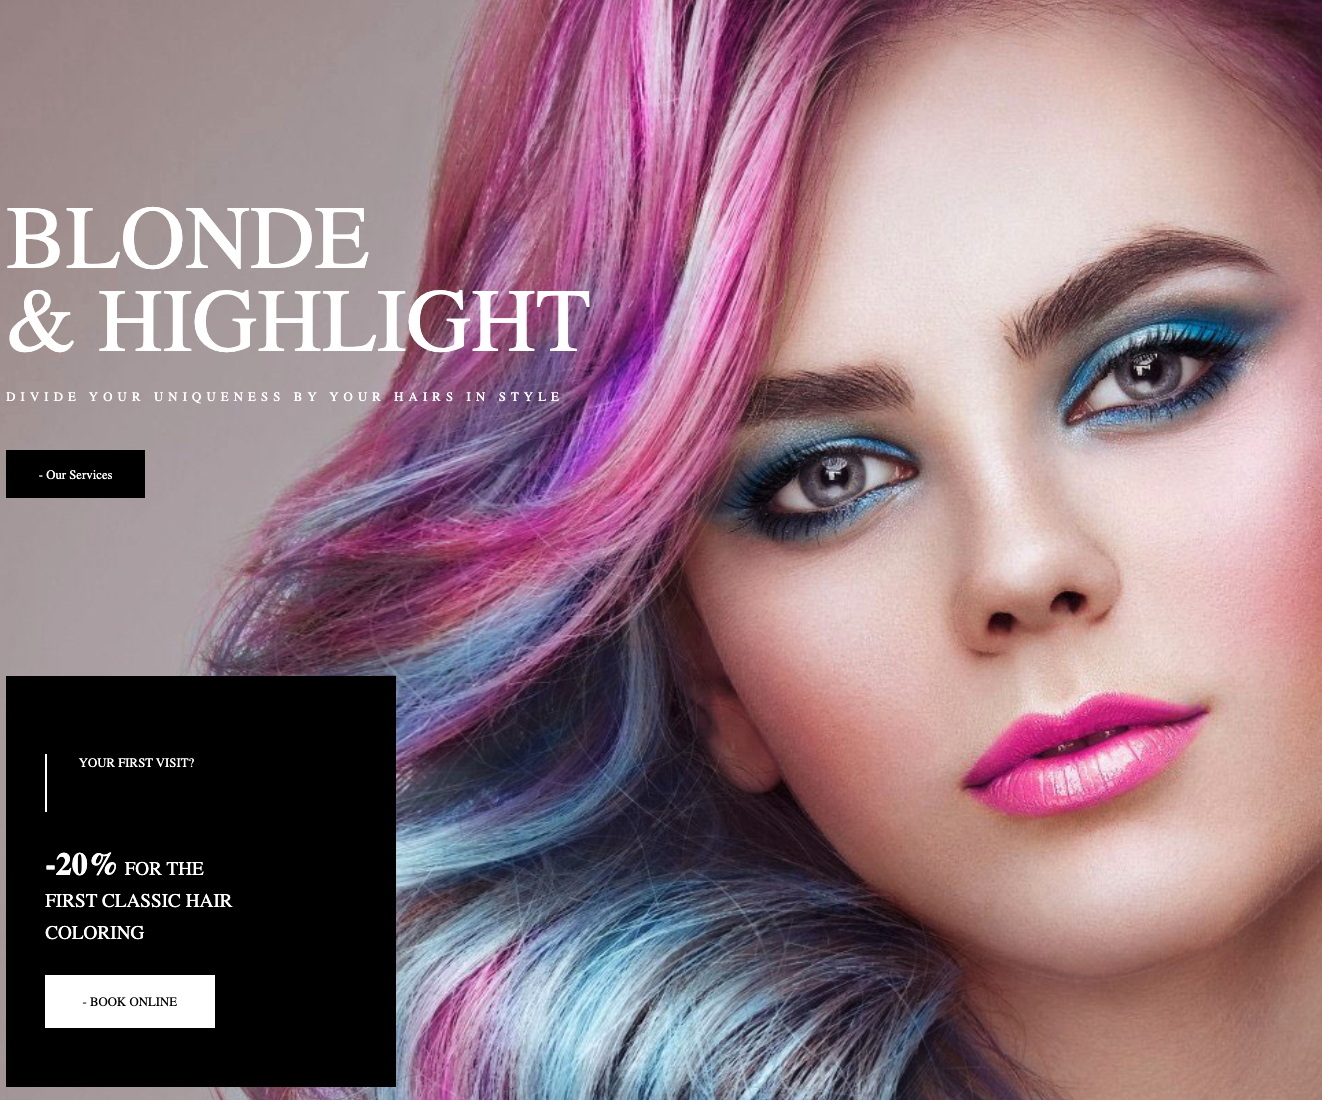 BLONDE
& HIGHLIGHT
DIVIDE YOUR UNIQUENESS BY YOUR HAIRS IN STYLE
- Our Services
YOUR FIRST VISIT?
-20% FOR THE
FIRST CLASSIC HAIR
COLORING
- BOOK ONLINE